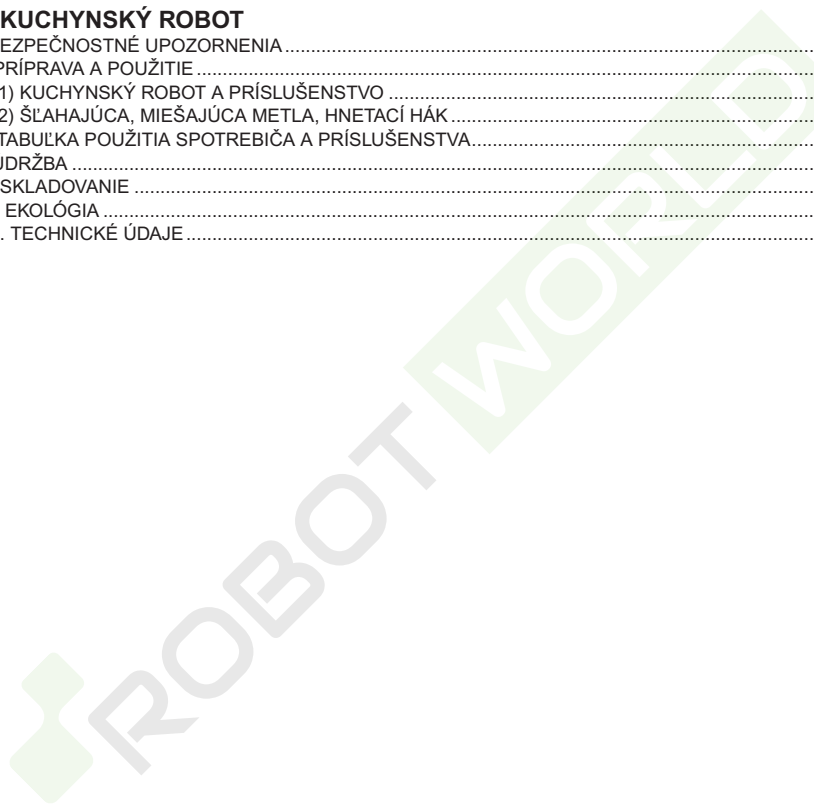 KUCHYNSKÝ ROBOT
EZPEČNOSTNÉ UPOZORNENIA
PRÍPRAVA A POUŽITIE
1) KUCHYNSKÝ ROBOT A PRÍSLUŠENSTVO
2) ŠĽAHAJÚCA, MIEŠAJÚCA METLA, HNETACÍ HÁK
TABUĽKA POUŽITIA SPOTREBIČA A PRÍSLUŠENSTVA
ÚDRŽBA
SKLADOVANIE
EKOLÓGIA
. TECHNICKÉ ÚDAJE
ROBOT WORLD